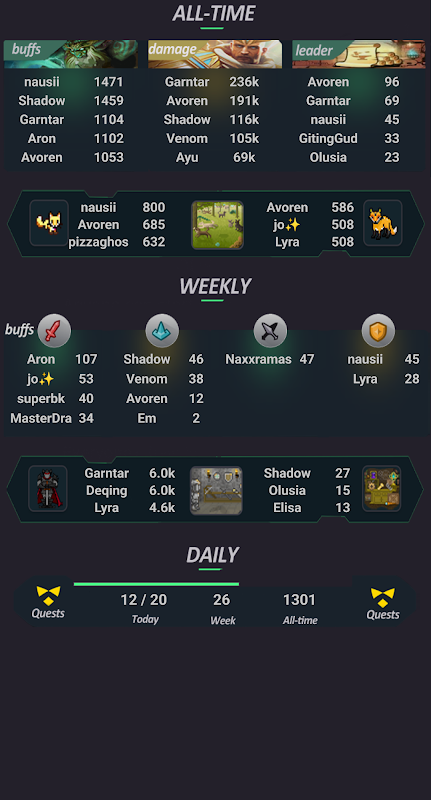 ALL-TIME
buffs damage leader
nausii 1471 Garntar 236k Avoren 96
Shadow 1459 Avoren 191k Garntar 69
Garntar 1104 Shadow 116k nausii 45
Aron 1102 Venom 105k GitingGud 33
Avoren 1053 Ayu 69k Olusia 23
nausii 800 Avoren 586
Avoren 685 jo✨ 508
pizzaghos 632 Lyra 508
WEEKLY
buffs
Aron 107 Shadow 46 Naxxramas 47 nausii 45
jo✨ 53 Venom 38 Lyra 28
superbk 40 Avoren 12
MasterDra 34 Em 2
Garntar 6.0k Shadow 27
Deqing 6.0k Olusia 15
Lyra 4.6k Elisa 13
DAILY
Quests 12 / 20 26 1301 Quests
Today Week All-time